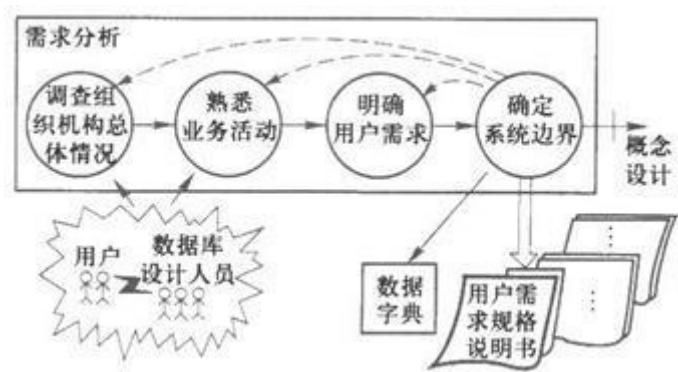 需求分析
调查组
织机构总
体情况
熟悉
业务活动
明确
用户需求
确定
系统边界
概念
设计
用户
数据库
设计人员
数据
字典
用户需
求规格
说明书
⋮
⋮